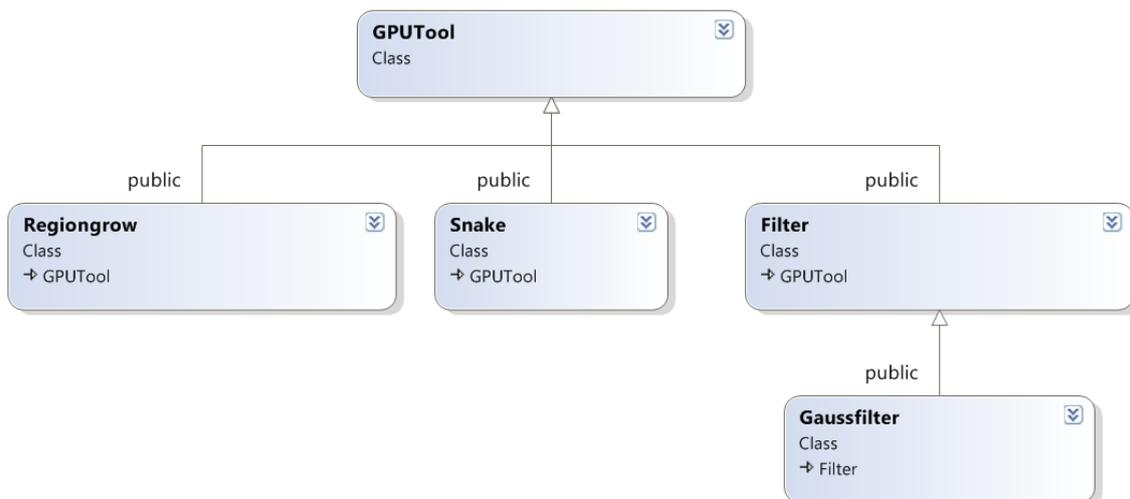 GPUTool
Class
public
public
public
Regiongrow
Class
GPUTool
Snake
Class
GPUTool
Filter
Class
GPUTool
public
Gaussfilter
Class
Filter